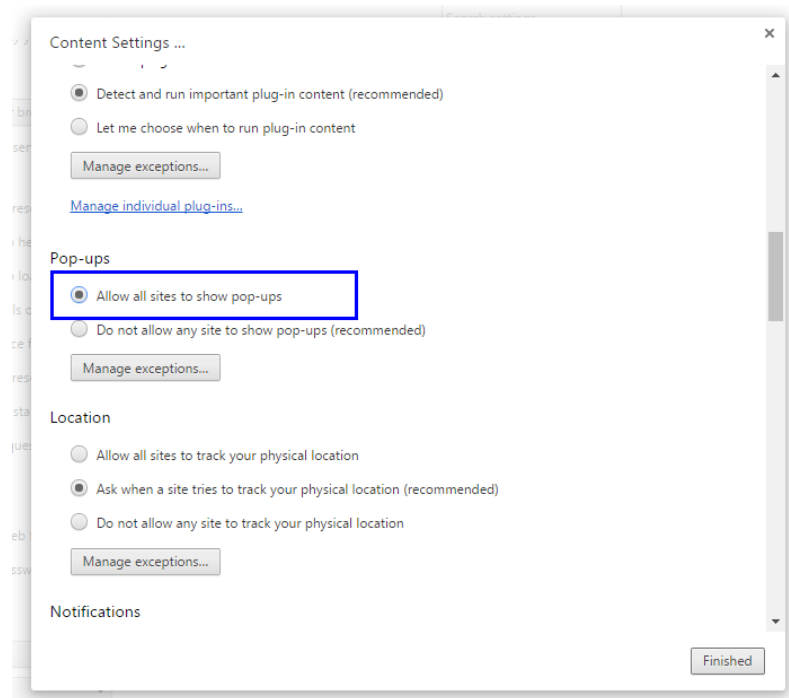 Search settings
Content Settings ...
Detect and run important plug-in content (recommended)
Let me choose when to run plug-in content
Manage exceptions...
Manage individual plug-ins...
Pop-ups
Allow all sites to show pop-ups
Do not allow any site to show pop-ups (recommended)
Manage exceptions...
Location
Allow all sites to track your physical location
Ask when a site tries to track your physical location (recommended)
Do not allow any site to track your physical location
Manage exceptions...
Notifications
Finished